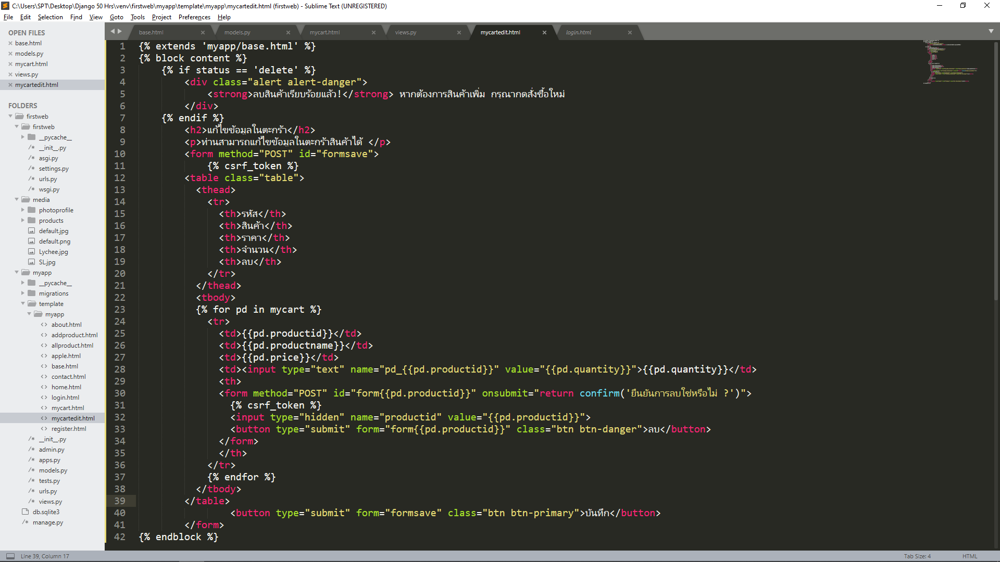 C:\Users\SPT\Desktop\Django 50 Hrs\venv\firstweb\myapp\template\myapp\mycartedit.html (firstweb) - Sublime Text (UNREGISTERED)
File Edit Selection Find View Goto Tools Project Preferences Help
OPEN FILES
base.html
models.py
mycart.html
views.py
mycartedit.html
FOLDERS
firstweb
firstweb
__pycache__
/* __init__.py
/* asgi.py
/* settings.py
/* urls.py
/* wsgi.py
media
photoprofile
products
default.jpg
default.png
Lychee.jpg
SL.jpg
myapp
__pycache__
migrations
template
myapp
<> about.html
<> addproduct.html
<> allproduct.html
<> apple.html
<> base.html
<> contact.html
<> home.html
<> login.html
<> mycart.html
<> mycartedit.html
<> register.html
/* __init__.py
/* admin.py
/* apps.py
/* models.py
/* tests.py
/* urls.py
/* views.py
db.sqlite3
/* manage.py
base.html models.py mycart.html views.py mycartedit.html login.html
1 {% extends 'myapp/base.html' %}
2 {% block content %}
3 {% if status == 'delete' %}
4 <div class="alert alert-danger">
5 <strong>ลบสินค้าเรียบร้อยแล้ว!</strong> หากต้องการสินค้าเพิ่ม กรุณากดสั่งซื้อใหม่
6 </div>
7 {% endif %}
8 <h2>แก้ไขข้อมูลในตะกร้า</h2>
9 <p>ท่านสามารถแก้ไขข้อมูลในตะกร้าสินค้าได้ </p>
10 <form method="POST" id="formsave">
11 {% csrf_token %}
12 <table class="table">
13 <thead>
14 <tr>
15 <th>รหัส</th>
16 <th>สินค้า</th>
17 <th>ราคา</th>
18 <th>จำนวน</th>
19 <th>ลบ</th>
20 </tr>
21 </thead>
22 <tbody>
23 {% for pd in mycart %}
24 <tr>
25 <td>{{pd.productid}}</td>
26 <td>{{pd.productname}}</td>
27 <td>{{pd.price}}</td>
28 <td><input type="text" name="pd_{{pd.productid}}" value="{{pd.quantity}}">{{pd.quantity}}</td>
29 <th>
30 <form method="POST" id="form{{pd.productid}}" onsubmit="return confirm('ยืนยันการลบใช่หรือไม่ ?')">
31 {% csrf_token %}
32 <input type="hidden" name="productid" value="{{pd.productid}}">
33 <button type="submit" form="form{{pd.productid}}" class="btn btn-danger">ลบ</button>
34 </form>
35 </th>
36 </tr>
37 {% endfor %}
38 </tbody>
39 </table>
40 <button type="submit" form="formsave" class="btn btn-primary">บันทึก</button>
41 </form>
42 {% endblock %}
Line 39, Column 17 Tab Size: 4 HTML